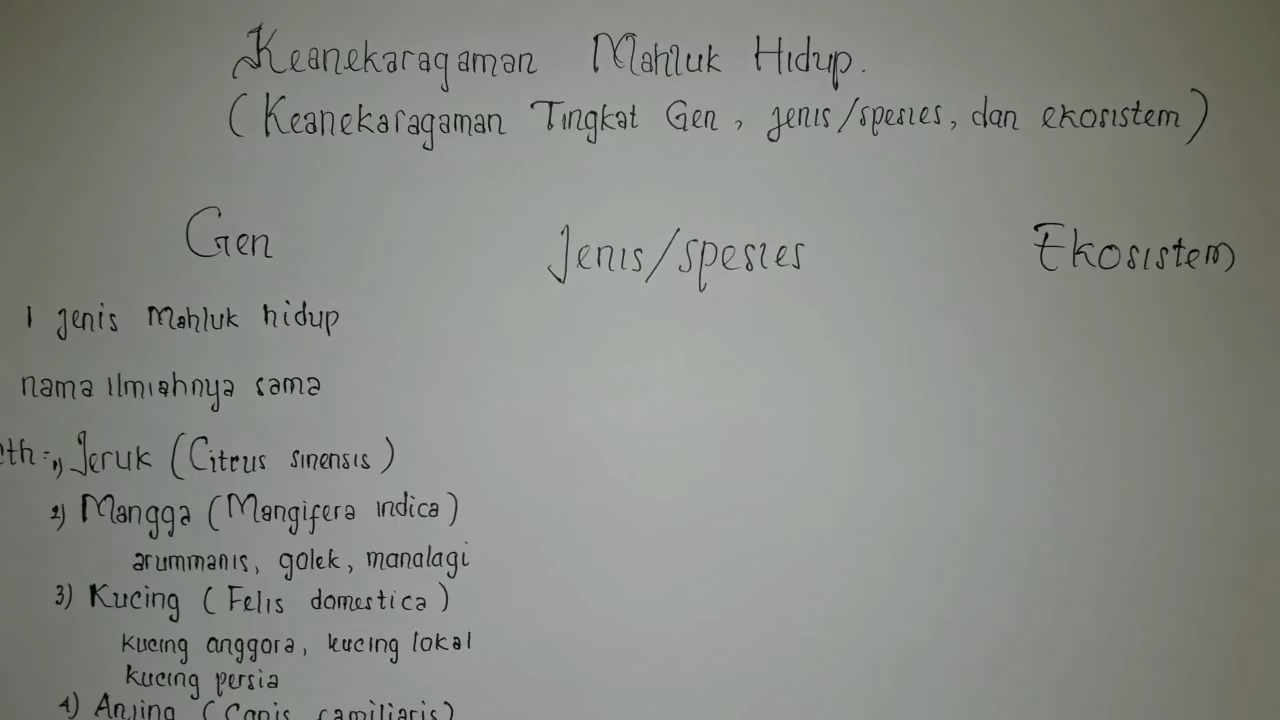 Keanekaragaman Mahluk Hidup.
(Keanekaragaman Tingkat Gen, jenis/spesies, dan ekosistem)
Gen
Jenis/spesies
Ekosistem
1 jenis Mahluk hidup
nama ilmiahnya sama
cth = 1) Jeruk (Citrus sinensis)
2) Mangga (Mangifera indica)
arummanis, golek, manalagi
3) Kucing (Felis domestica)
kucing anggora, kucing lokal
kucing persia
4) Anjing (Canis familiaris)